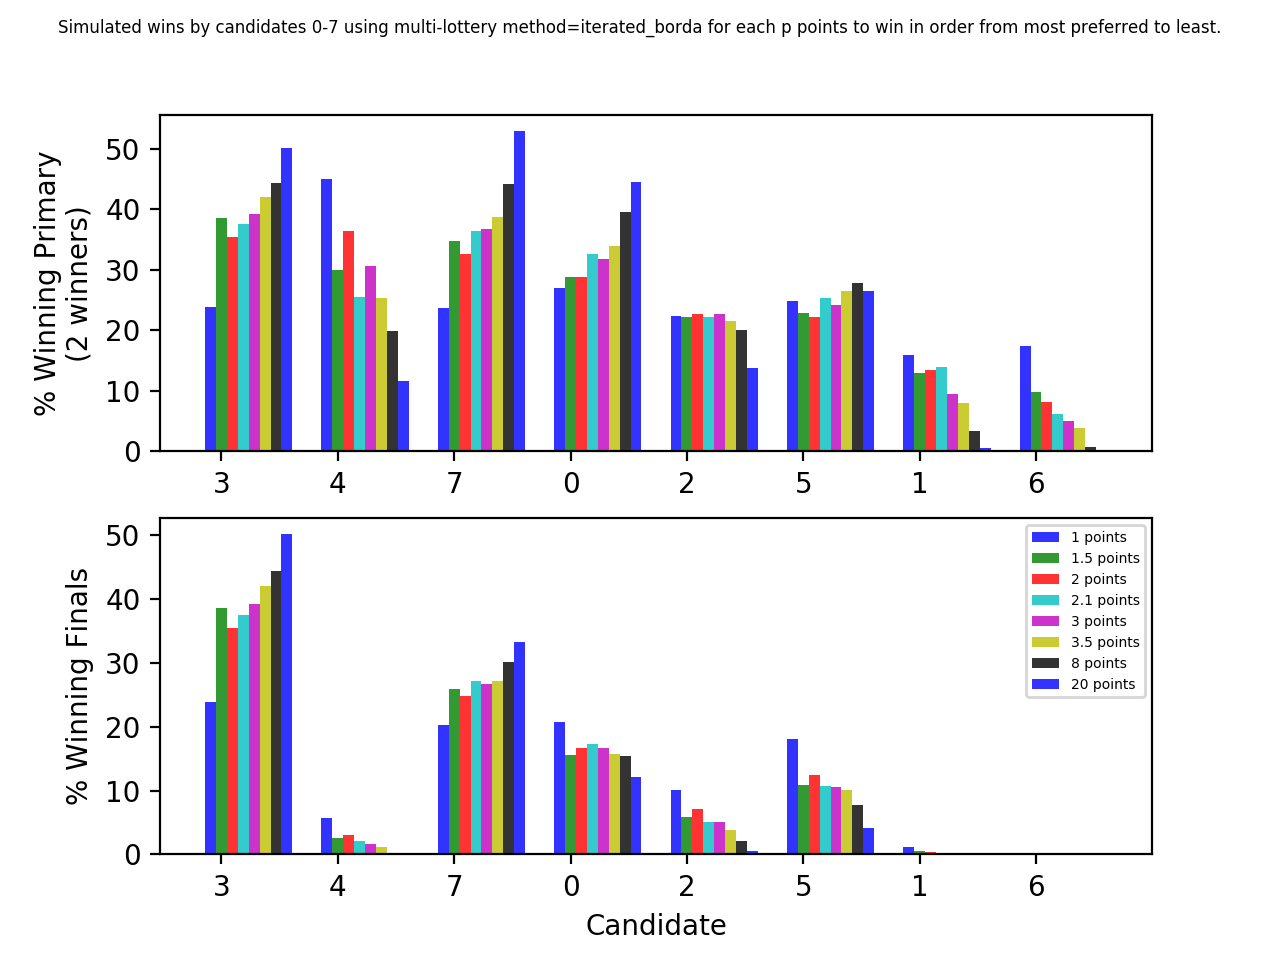 Simulated wins by candidates 0-7 using multi-lottery method=iterated_borda for each p points to win in order from most preferred to least.
% Winning Primary
(2 winners)
50
40
30
20
10
0
3 4 7 0 2 5 1 6
% Winning Finals
50
40
30
20
10
0
1 points
1.5 points
2 points
2.1 points
3 points
3.5 points
8 points
20 points
3 4 7 0 2 5 1 6
Candidate